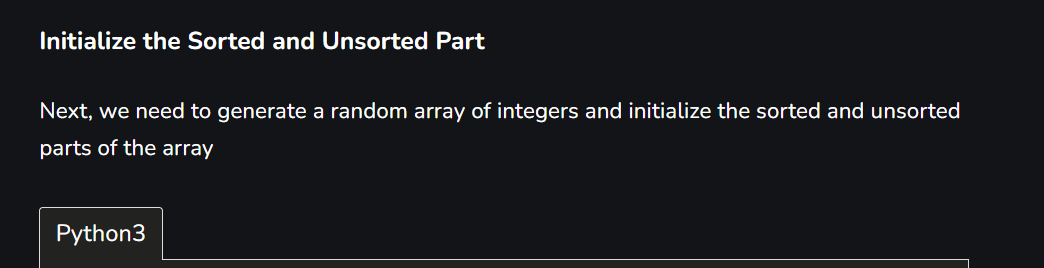 Initialize the Sorted and Unsorted Part
Next, we need to generate a random array of integers and initialize the sorted and unsorted
parts of the array
Python3